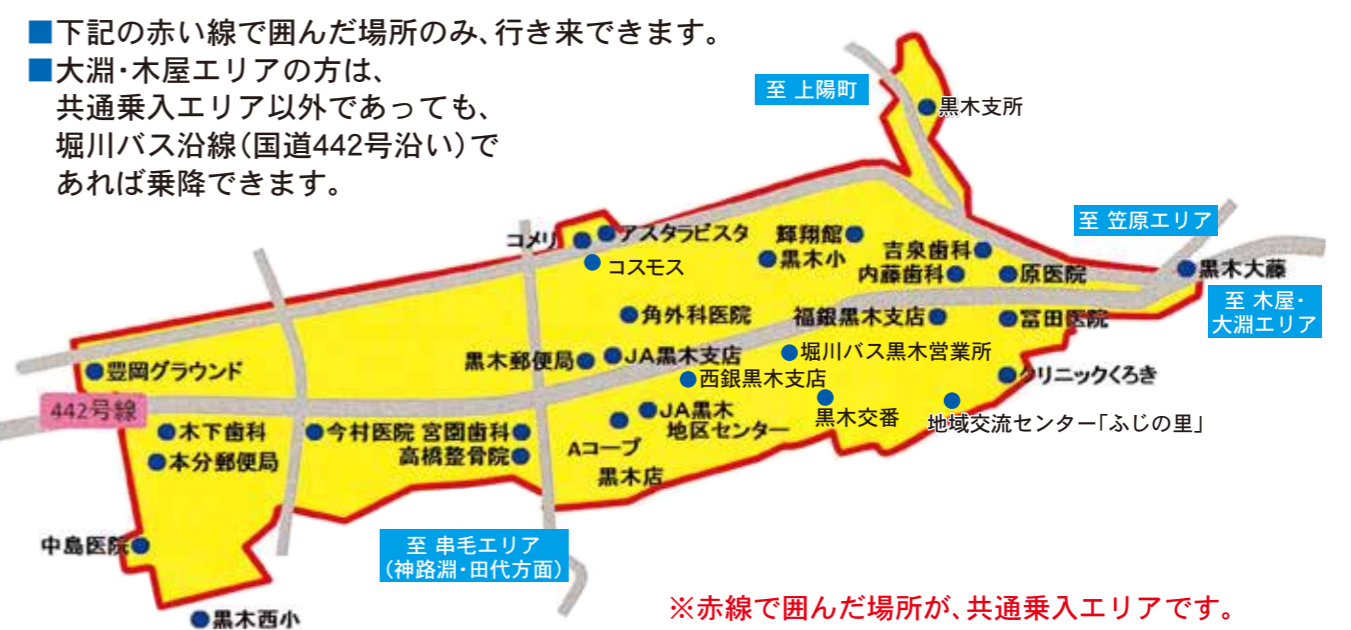 ■下記の赤い線で囲んだ場所のみ、行き来できます。
■大淵・木屋エリアの方は、
共通乗入エリア以外であっても、
堀川バス沿線(国道442号沿い)で
あれば乗降できます。
至 上陽町
黒木支所
至 笠原エリア
コメリ
アスタラビスタ
輝翔館
コスモス
黒木小
吉泉歯科
内藤歯科
原医院
黒木大藤
至 木屋・
大淵エリア
角外科医院
福銀黒木支店
冨田医院
黒木郵便局
JA黒木支店
堀川バス黒木営業所
豊岡グラウンド
西銀黒木支店
クリニックくろき
442号線
JA黒木
地区センター
黒木交番
地域交流センター「ふじの里」
木下歯科
今村医院
宮園歯科
本分郵便局
高橋整骨院
Aコープ
黒木店
中島医院
至 串毛エリア
(神路淵・田代方面)
黒木西小
※赤線で囲んだ場所が、共通乗入エリアです。